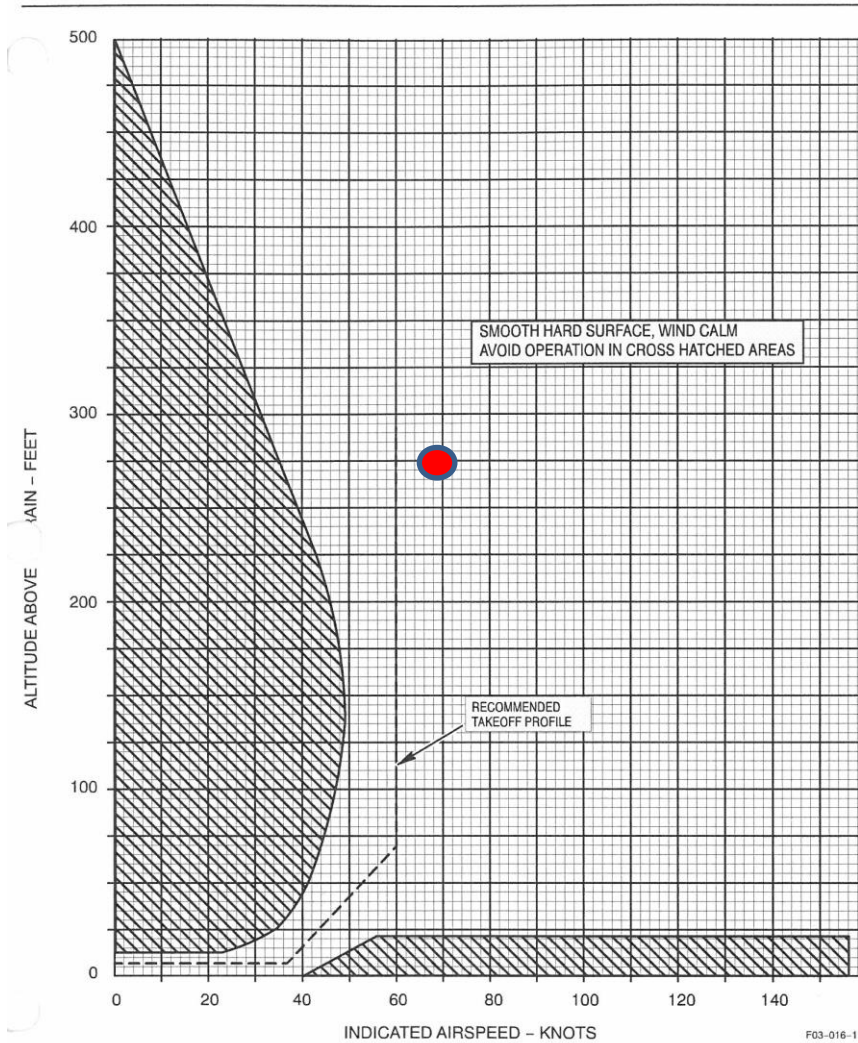 500
400
300
200
100
0
ALTITUDE ABOVE RAIN – FEET
SMOOTH HARD SURFACE, WIND CALM
AVOID OPERATION IN CROSS HATCHED AREAS
RECOMMENDED
TAKEOFF PROFILE
0 20 40 60 80 100 120 140
INDICATED AIRSPEED – KNOTS
F03-016-1